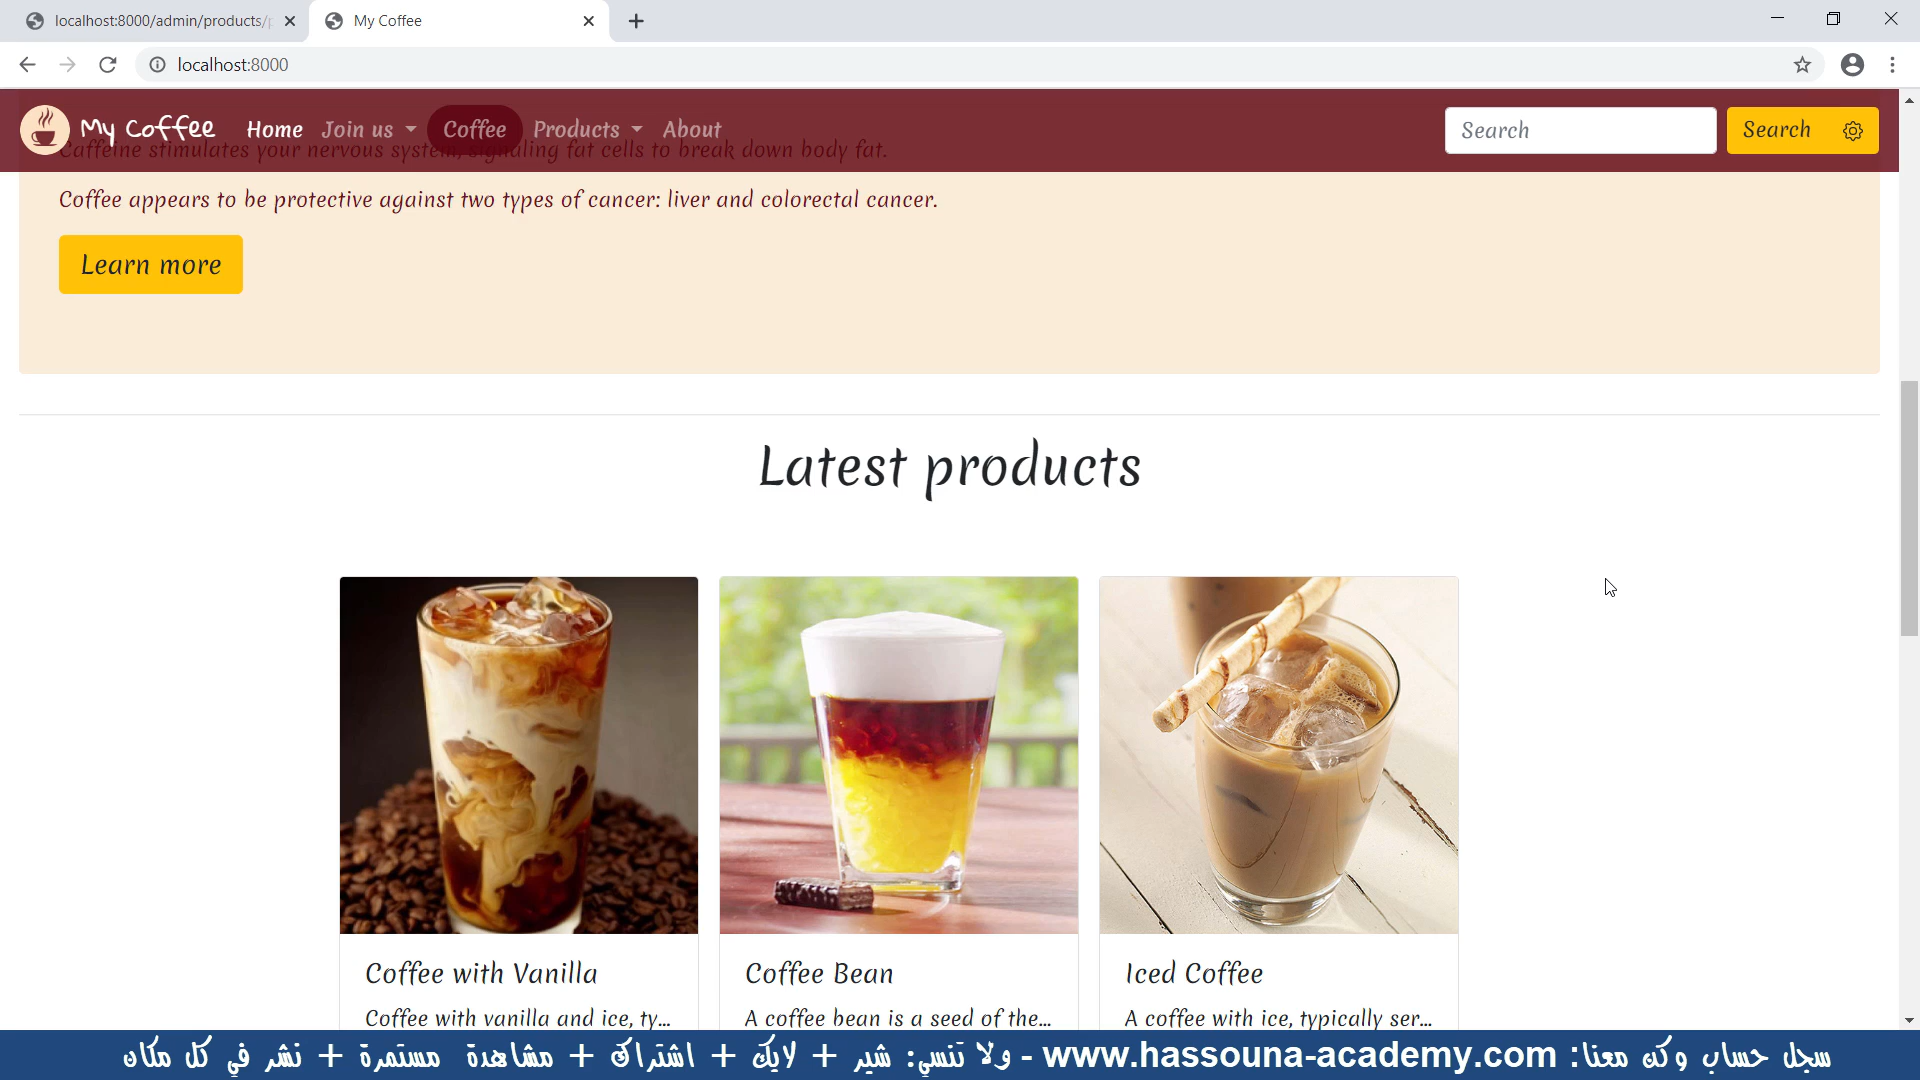 localhost:8000/admin/products/
My Coffee
localhost:8000
My Coffee Home Join us Coffee Products About Search Search
Caffeine stimulates your nervous system, signaling fat cells to break down body fat.
Coffee appears to be protective against two types of cancer: liver and colorectal cancer.
Learn more
Latest products
Coffee with Vanilla
Coffee with vanilla and ice, ty...
Coffee Bean
A coffee bean is a seed of the...
Iced Coffee
A coffee with ice, typically ser...
سجل حساب وكن معنا: www.hassouna-academy.com - ولا تنسي: شير + لايك + اشتراك + مشاهدة مستمرة + نشر في كل مكان